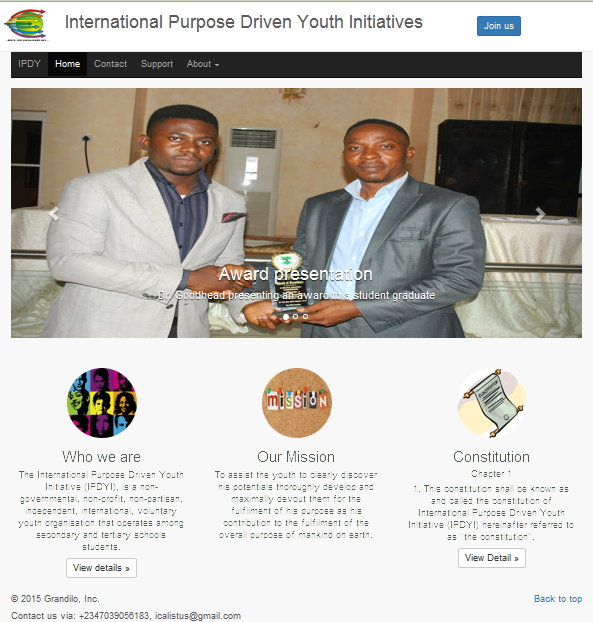 International Purpose Driven Youth Initiatives
Join us
IPDY Home Contact Support About
Award presentation
Dr. Goodhead presenting an award to a student graduate
MISSION
Who we are
The International Purpose Driven Youth
Initiative (IPDYI), is a non-
governmental, non-profit, non-partisan,
independent, international, voluntary
youth organisation that operates among
secondary and tertiary schools
students.
View details »
Our Mission
To assist the youth to clearly discover
his potentials thoroughly develop and
maximally devout them for the
fulfilment of his purpose as his
contribution to the fulfilment of the
overall purpose of mankind on earth.
Constitution
Chapter 1
1. This constitution shall be known as
and called the constitution of
International Purpose Driven Youth
Initiative (IPDYI) hereinafter referred to
as "the constitution".
View Detail »
© 2015 Grandilo, Inc.
Back to top
Contact us via: +2347039056183, icalistus@gmail.com